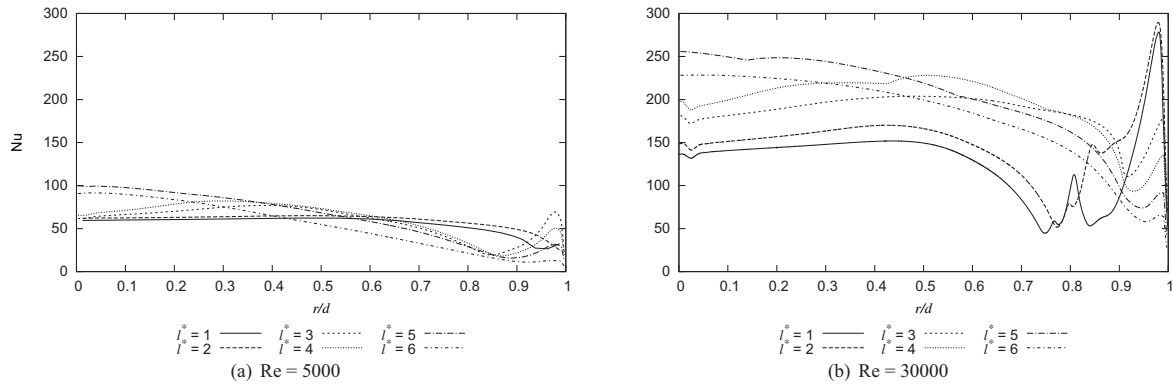 300
250
200
150
100
50
0
Nu
0 0.1 0.2 0.3 0.4 0.5 0.6 0.7 0.8 0.9 1
r/d
l* = 1 l* = 3 l* = 5
l* = 2 l* = 4 l* = 6
(a) Re = 5000
300
250
200
150
100
50
0
0 0.1 0.2 0.3 0.4 0.5 0.6 0.7 0.8 0.9 1
r/d
l* = 1 l* = 3 l* = 5
l* = 2 l* = 4 l* = 6
(b) Re = 30000